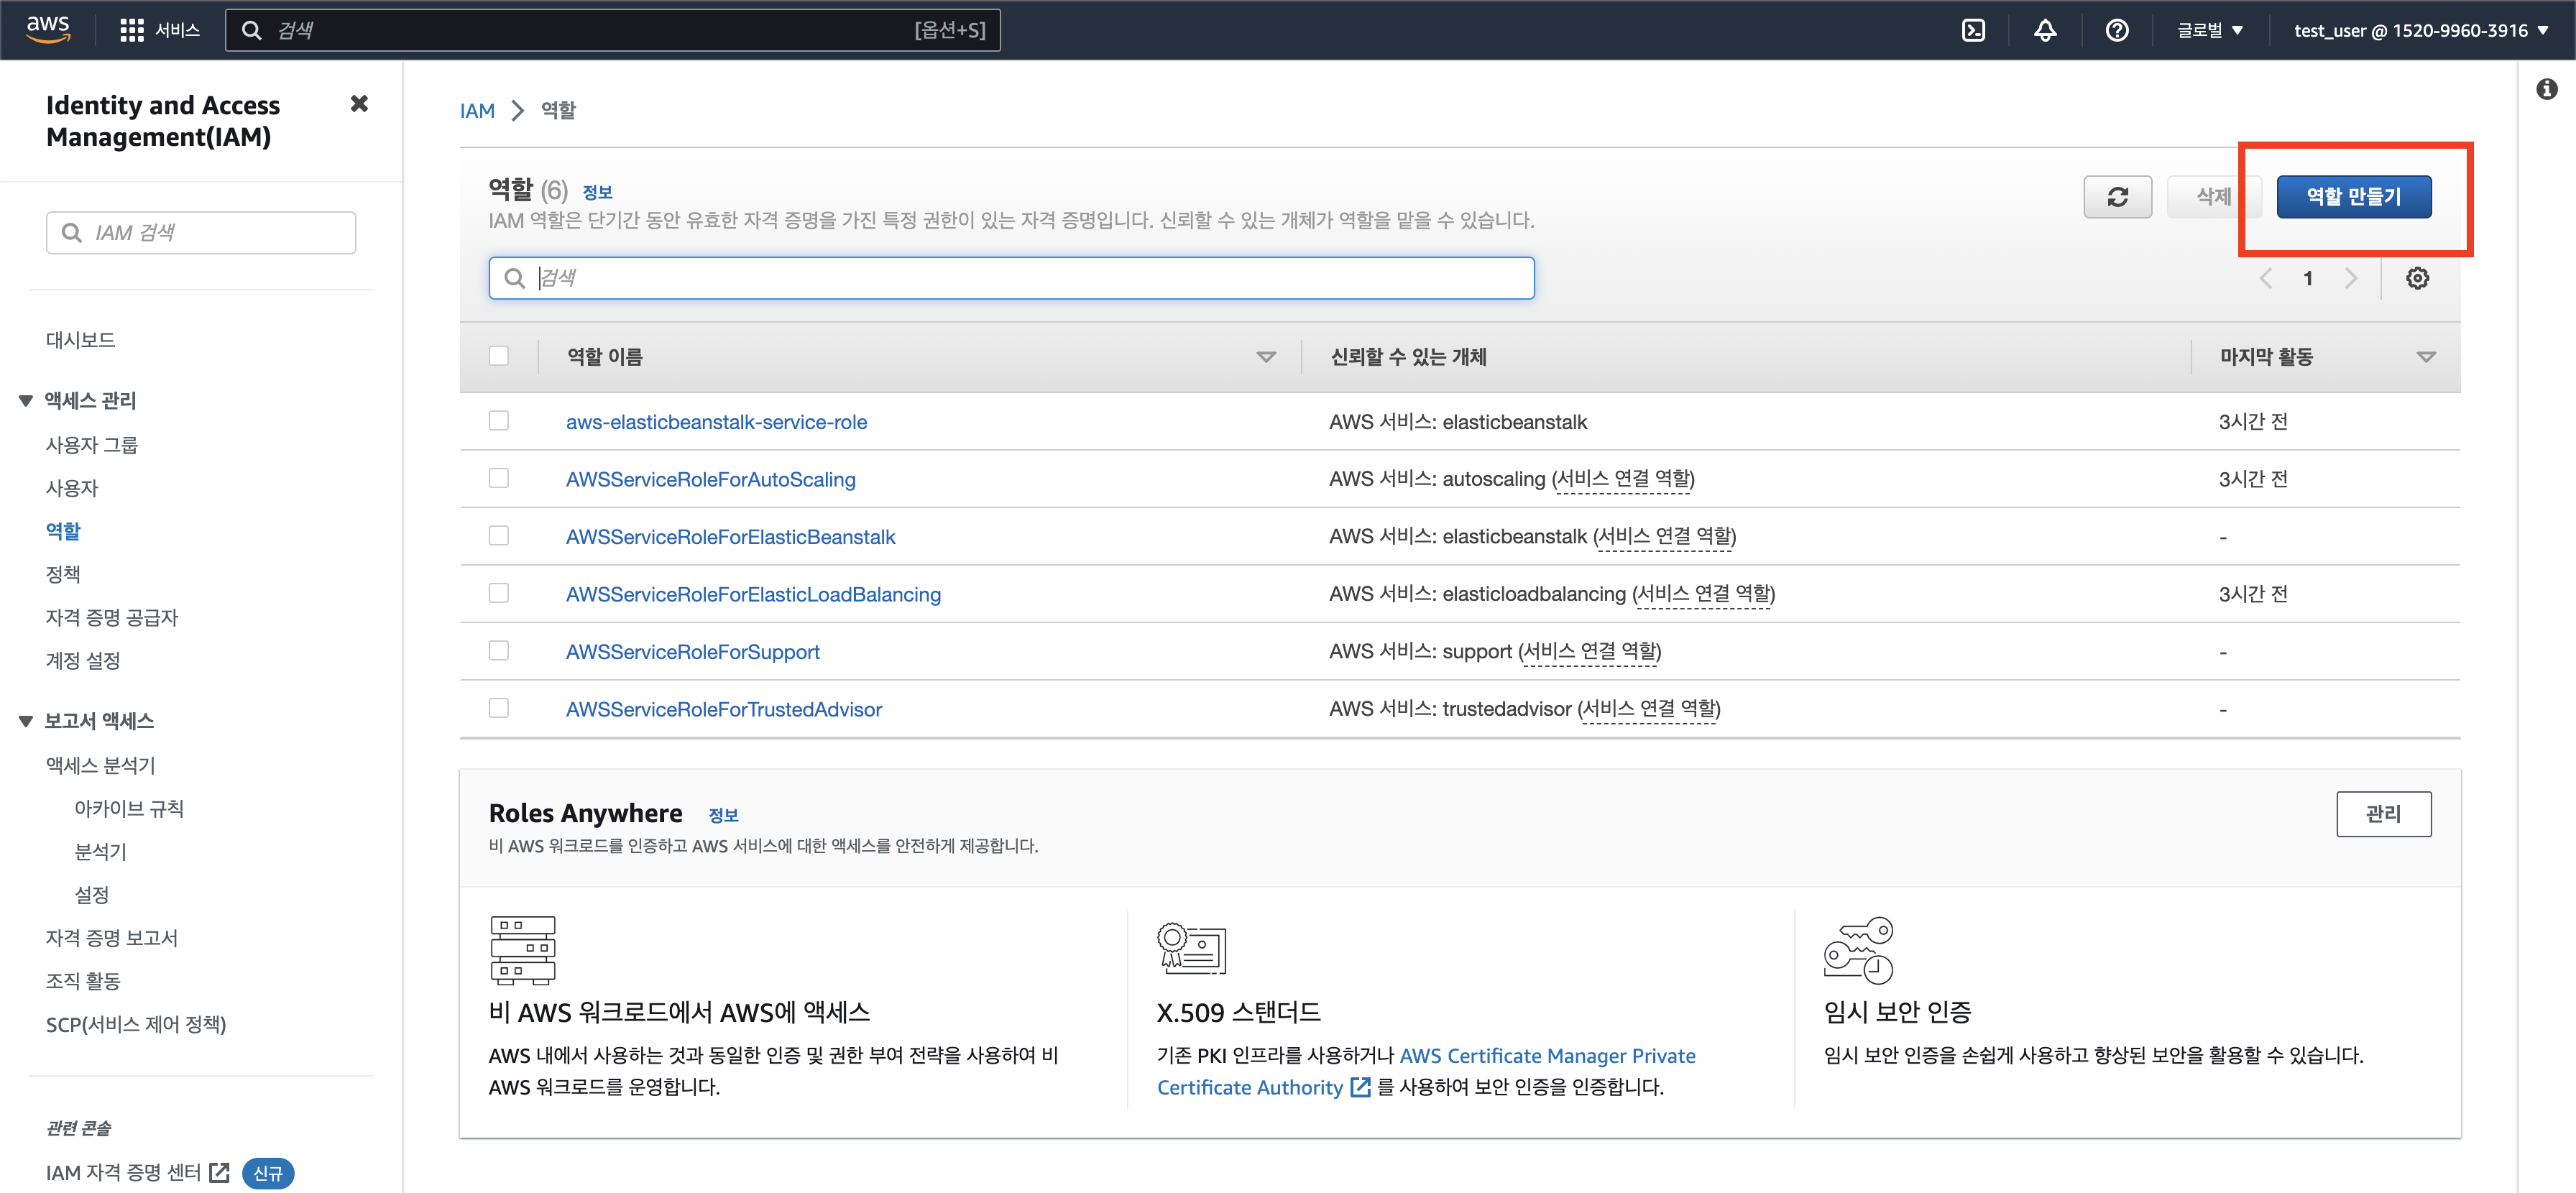 aws
서비스
검색
[옵션+S]
글로벌
test_user @ 1520-9960-3916
Identity and Access
Management(IAM)
IAM 검색
대시보드
액세스 관리
사용자 그룹
사용자
역할
정책
자격 증명 공급자
계정 설정
보고서 액세스
액세스 분석기
아카이브 규칙
분석기
설정
자격 증명 보고서
조직 활동
SCP(서비스 제어 정책)
관련 콘솔
IAM 자격 증명 센터 신규
IAM > 역할
역할 (6) 정보
IAM 역할은 단기간 동안 유효한 자격 증명을 가진 특정 권한이 있는 자격 증명입니다. 신뢰할 수 있는 개체가 역할을 맡을 수 있습니다.
삭제
역할 만들기
검색
1
역할 이름 신뢰할 수 있는 개체 마지막 활동
aws-elasticbeanstalk-service-role AWS 서비스: elasticbeanstalk 3시간 전
AWSServiceRoleForAutoScaling AWS 서비스: autoscaling (서비스 연결 역할) 3시간 전
AWSServiceRoleForElasticBeanstalk AWS 서비스: elasticbeanstalk (서비스 연결 역할) -
AWSServiceRoleForElasticLoadBalancing AWS 서비스: elasticloadbalancing (서비스 연결 역할) 3시간 전
AWSServiceRoleForSupport AWS 서비스: support (서비스 연결 역할) -
AWSServiceRoleForTrustedAdvisor AWS 서비스: trustedadvisor (서비스 연결 역할) -
Roles Anywhere 정보
비 AWS 워크로드를 인증하고 AWS 서비스에 대한 액세스를 안전하게 제공합니다.
관리
비 AWS 워크로드에서 AWS에 액세스
AWS 내에서 사용하는 것과 동일한 인증 및 권한 부여 전략을 사용하여 비
AWS 워크로드를 운영합니다.
X.509 스탠더드
기존 PKI 인프라를 사용하거나 AWS Certificate Manager Private
Certificate Authority 를 사용하여 보안 인증을 인증합니다.
임시 보안 인증
임시 보안 인증을 손쉽게 사용하고 향상된 보안을 활용할 수 있습니다.